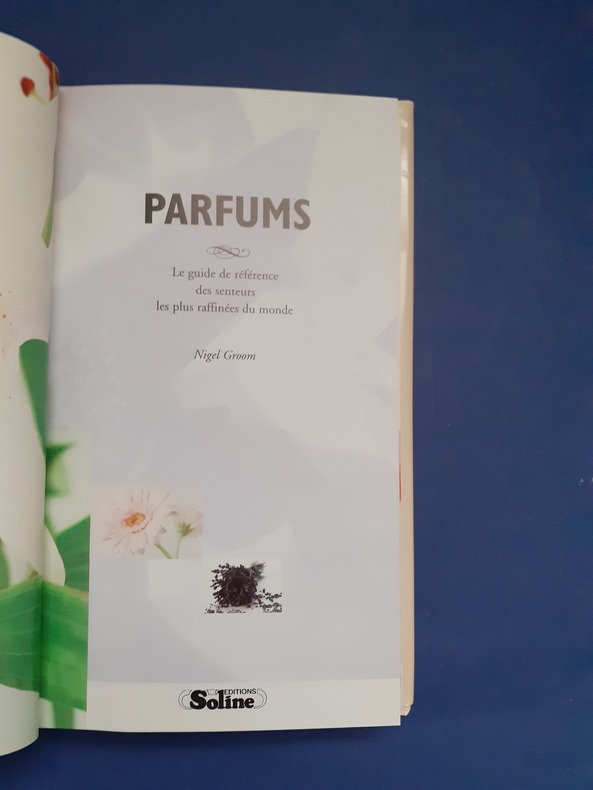 PARFUMS
Le guide de référence
des senteurs
les plus raffinées du monde
Nigel Groom
EDITIONS
Soline